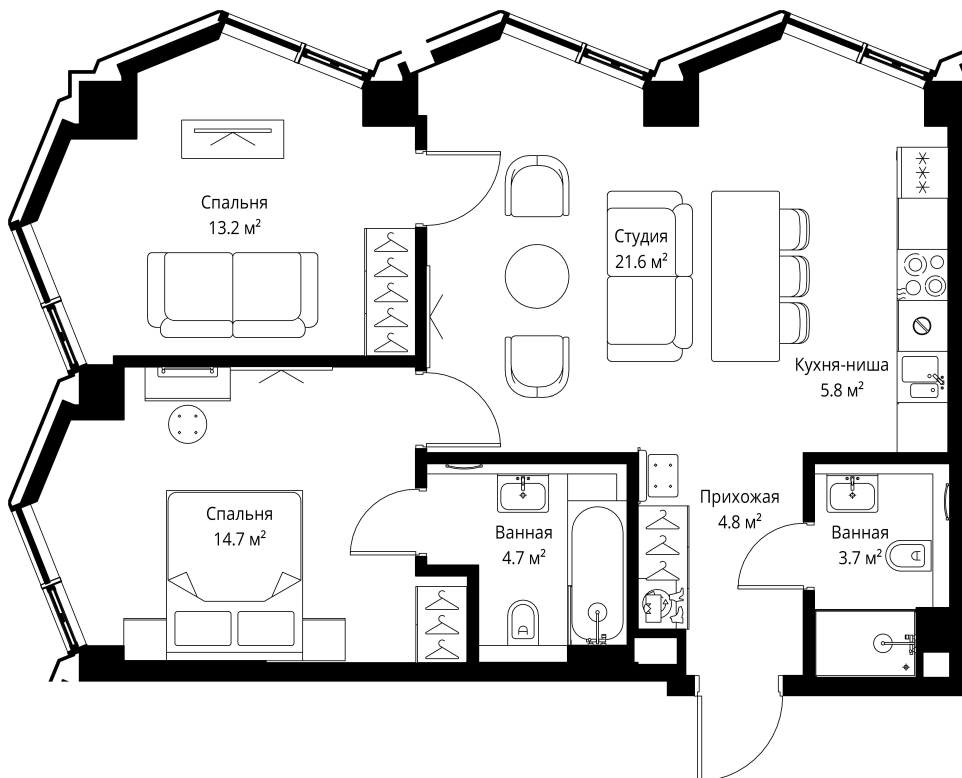 Спальня
13.2 м²
Студия
21.6 м²
Кухня-ниша
5.8 м²
Спальня
14.7 м²
Ванная
4.7 м²
Прихожая
4.8 м²
Ванная
3.7 м²